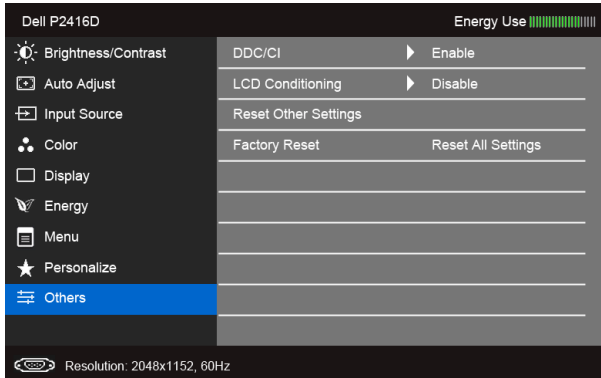 Dell P2416D Energy Use
Brightness/Contrast DDC/CI Enable
Auto Adjust LCD Conditioning Disable
Input Source Reset Other Settings
Color Factory Reset Reset All Settings
Display
Energy
Menu
Personalize
Others
Resolution: 2048x1152, 60Hz